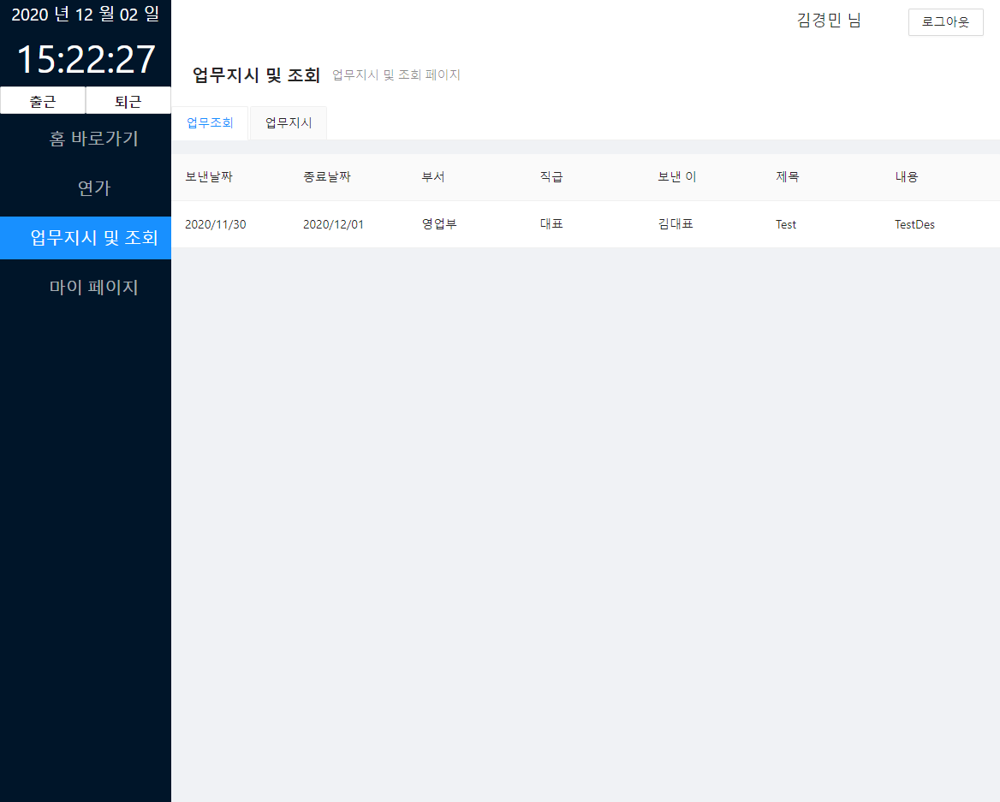 2020 년 12 월 02 일
15:22:27
출근 퇴근
홈 바로가기
연가
업무지시 및 조회
마이 페이지
김경민 님 로그아웃
업무지시 및 조회 업무지시 및 조회 페이지
업무조회 업무지시
보낸날짜 종료날짜 부서 직급 보낸 이 제목 내용
2020/11/30 2020/12/01 영업부 대표 김대표 Test TestDes